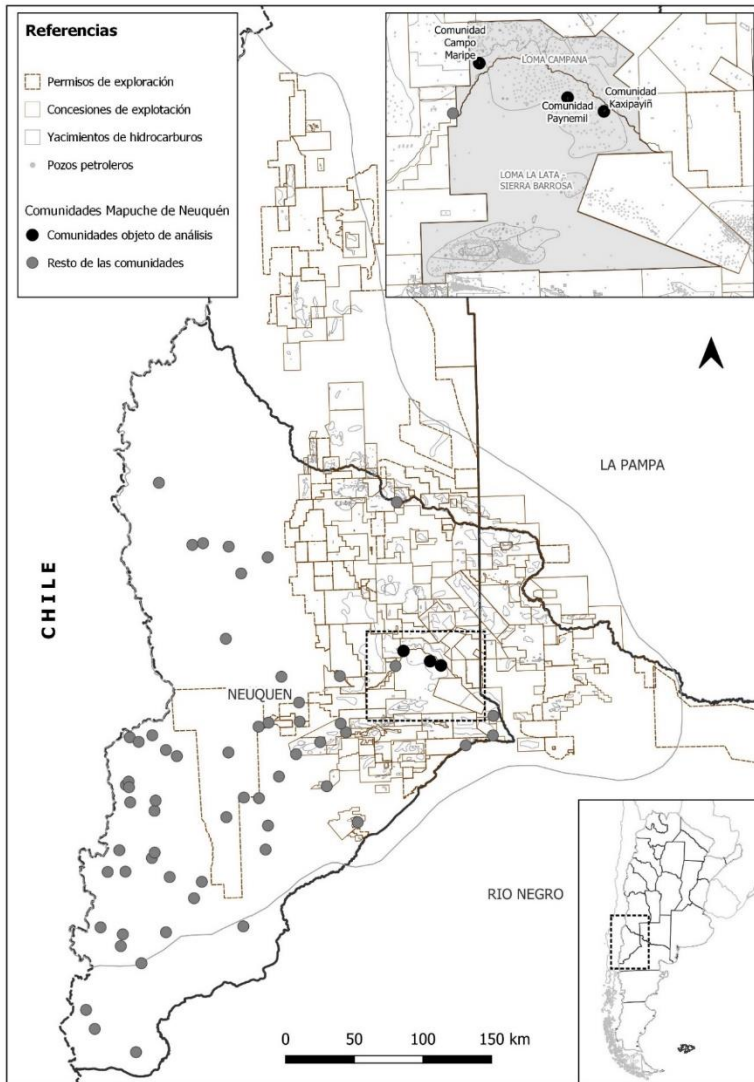 Referencias
Permisos de exploración
Concesiones de explotación
Yacimientos de hidrocarburos
Pozos petroleros
Comunidades Mapuche de Neuquén
Comunidades objeto de análisis
Resto de las comunidades
Comunidad
Campo
Maripe
LOMA CAMPANA
Comunidad
Kaxipayiñ
Comunidad
Paynemil
LOMA LA LATA -
SIERRA BARROSA
LA PAMPA
CHILE
NEUQUEN
RIO NEGRO
0 50 100 150 km